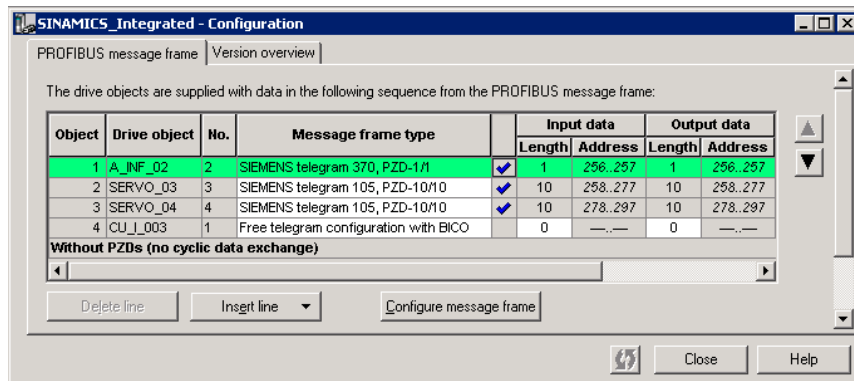 SINAMICS_Integrated - Configuration
PROFIBUS message frame Version overview
The drive objects are supplied with data in the following sequence from the PROFIBUS message frame:
Object Drive object No. Message frame type Input data Output data
Length Address Length Address
1 A_INF_02 2 SIEMENS telegram 370, PZD-1/1 1 256..257 1 256..257
2 SERVO_03 3 SIEMENS telegram 105, PZD-10/10 10 258..277 10 258..277
3 SERVO_04 4 SIEMENS telegram 105, PZD-10/10 10 278..297 10 278..297
4 CU_I_003 1 Free telegram configuration with BICO 0 —..— 0 —..—
Without PZDs (no cyclic data exchange)
Delete line Insert line Configure message frame
Close Help